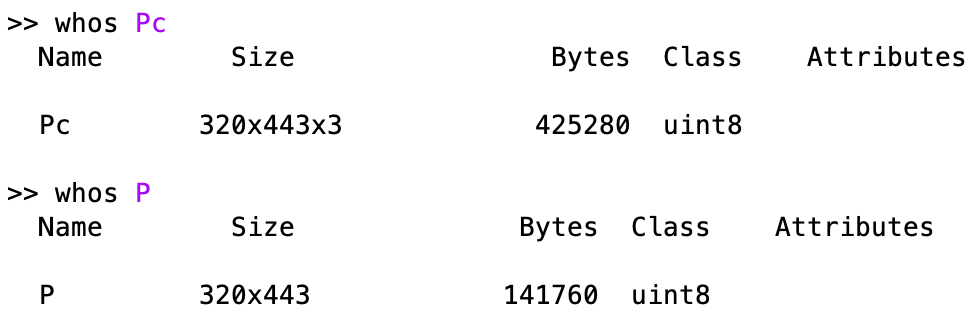 >> whos Pc
Name Size Bytes Class Attributes
Pc 320x443x3 425280 uint8
>> whos P
Name Size Bytes Class Attributes
P 320x443 141760 uint8